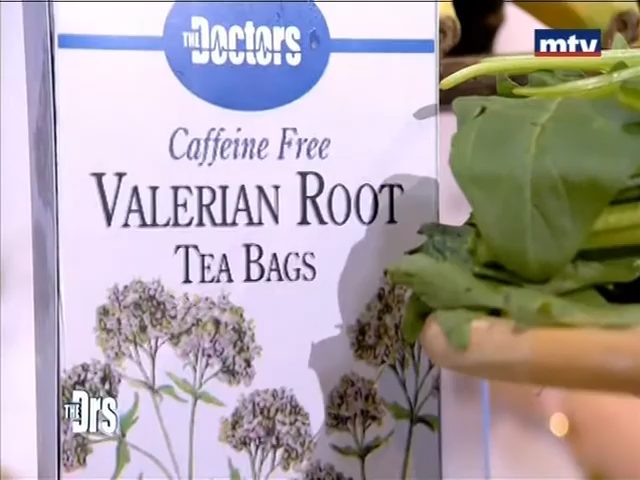 THE Doctors
mtv
Caffeine Free
VALERIAN ROOT
TEA BAGS
THE Drs